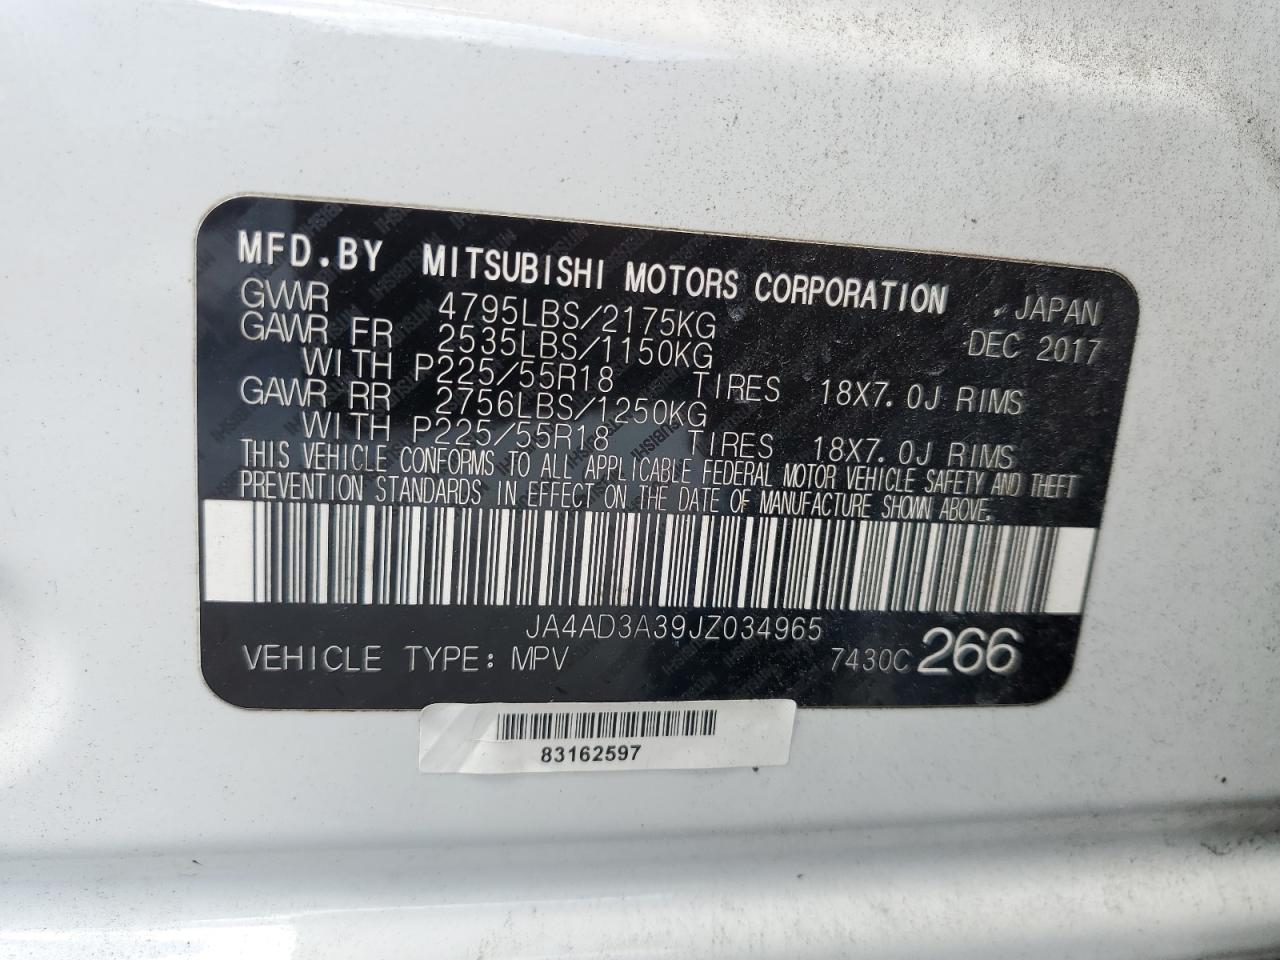 MFD.BY MITSUBISHI MOTORS CORPORATION
GVWR 4795LBS/2175KG JAPAN
GAWR FR 2535LBS/1150KG DEC 2017
WITH P225/55R18 TIRES 18X7.0J RIMS
GAWR RR 2756LBS/1250KG
WITH P225/55R18 TIRES 18X7.0J RIMS
THIS VEHICLE CONFORMS TO ALL APPLICABLE FEDERAL MOTOR VEHICLE SAFETY AND THEFT
PREVENTION STANDARDS IN EFFECT ON THE DATE OF MANUFACTURE SHOWN ABOVE.
JA4AD3A39JZ034965
VEHICLE TYPE: MPV 7430C 266
83162597